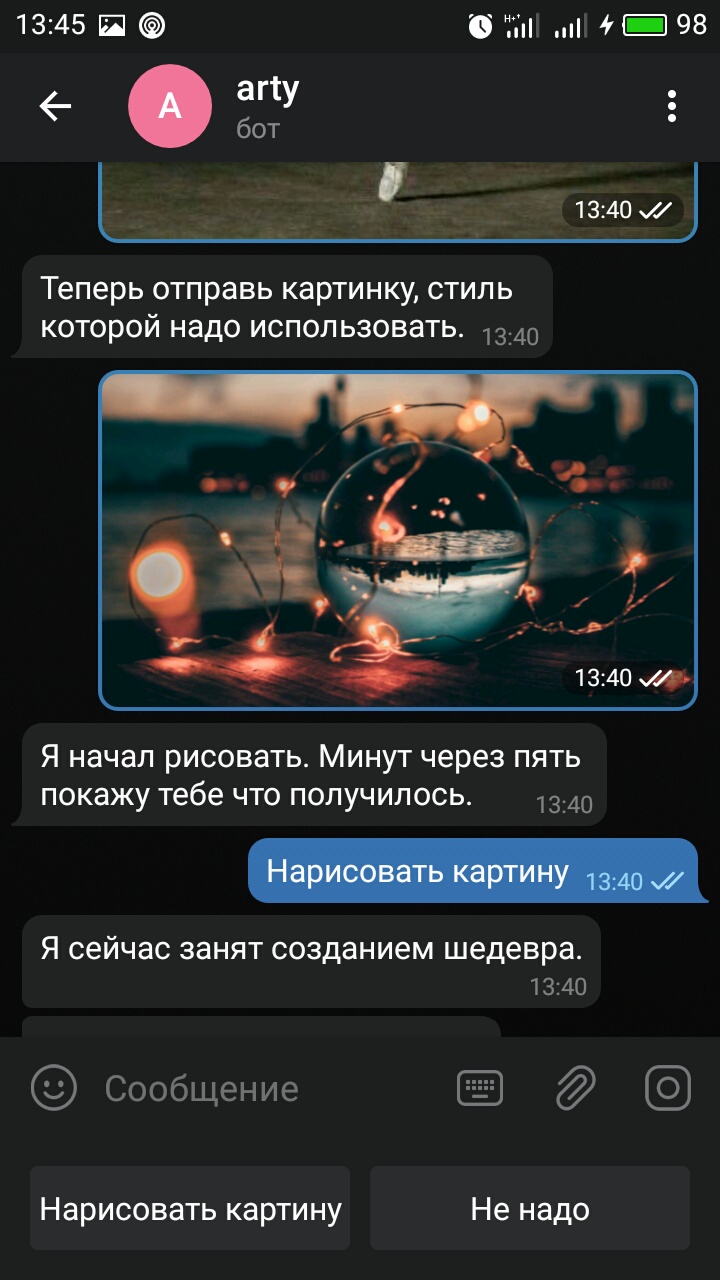 13:45
H+
98
A
arty
бот
13:40
Теперь отправь картинку, стиль
которой надо использовать. 13:40
13:40
Я начал рисовать. Минут через пять
покажу тебе что получилось. 13:40
Нарисовать картину 13:40
Я сейчас занят созданием шедевра.
13:40
Сообщение
Нарисовать картину
Не надо